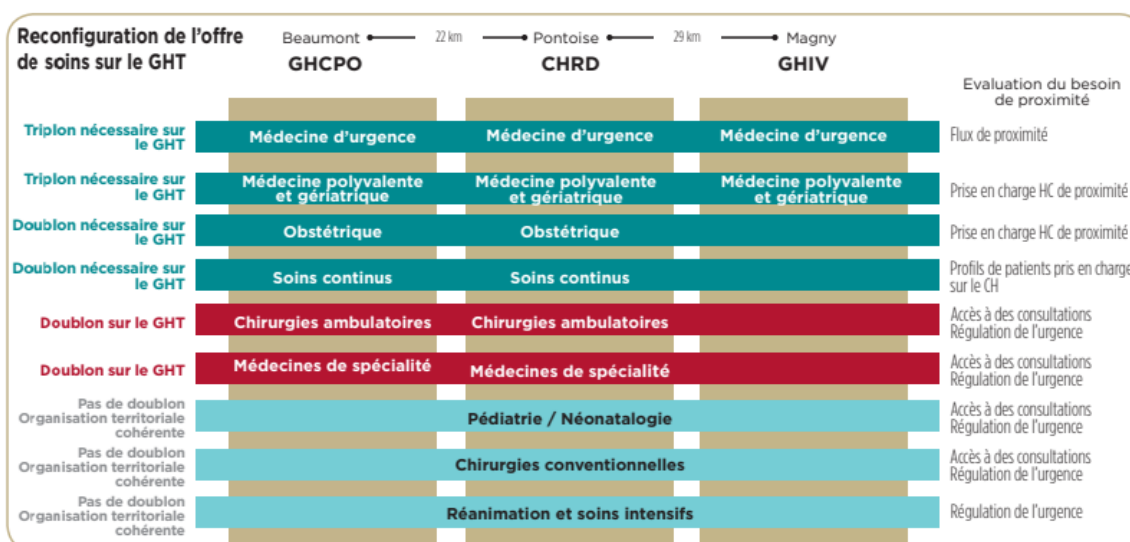 Reconfiguration de l'offre
de soins sur le GHT
Beaumont 22 km Pontoise 29 km Magny
GHCPO CHRD GHIV
Evaluation du besoin
de proximité
Triplon nécessaire sur
le GHT
Médecine d'urgence Médecine d'urgence Médecine d'urgence
Flux de proximité
Triplon nécessaire sur
le GHT
Médecine polyvalente
et gériatrique
Médecine polyvalente
et gériatrique
Médecine polyvalente
et gériatrique
Prise en charge HC de proximité
Doublon nécessaire sur
le GHT
Obstétrique Obstétrique
Prise en charge HC de proximité
Doublon nécessaire sur
le GHT
Soins continus Soins continus
Profils de patients pris en charge
sur le CH
Doublon sur le GHT
Chirurgies ambulatoires Chirurgies ambulatoires
Accès à des consultations
Régulation de l'urgence
Doublon sur le GHT
Médecines de spécialité Médecines de spécialité
Accès à des consultations
Régulation de l'urgence
Pas de doublon
Organisation territoriale
cohérente
Pédiatrie / Néonatalogie
Accès à des consultations
Régulation de l'urgence
Pas de doublon
Organisation territoriale
cohérente
Chirurgies conventionnelles
Accès à des consultations
Régulation de l'urgence
Pas de doublon
Organisation territoriale
cohérente
Réanimation et soins intensifs
Régulation de l'urgence